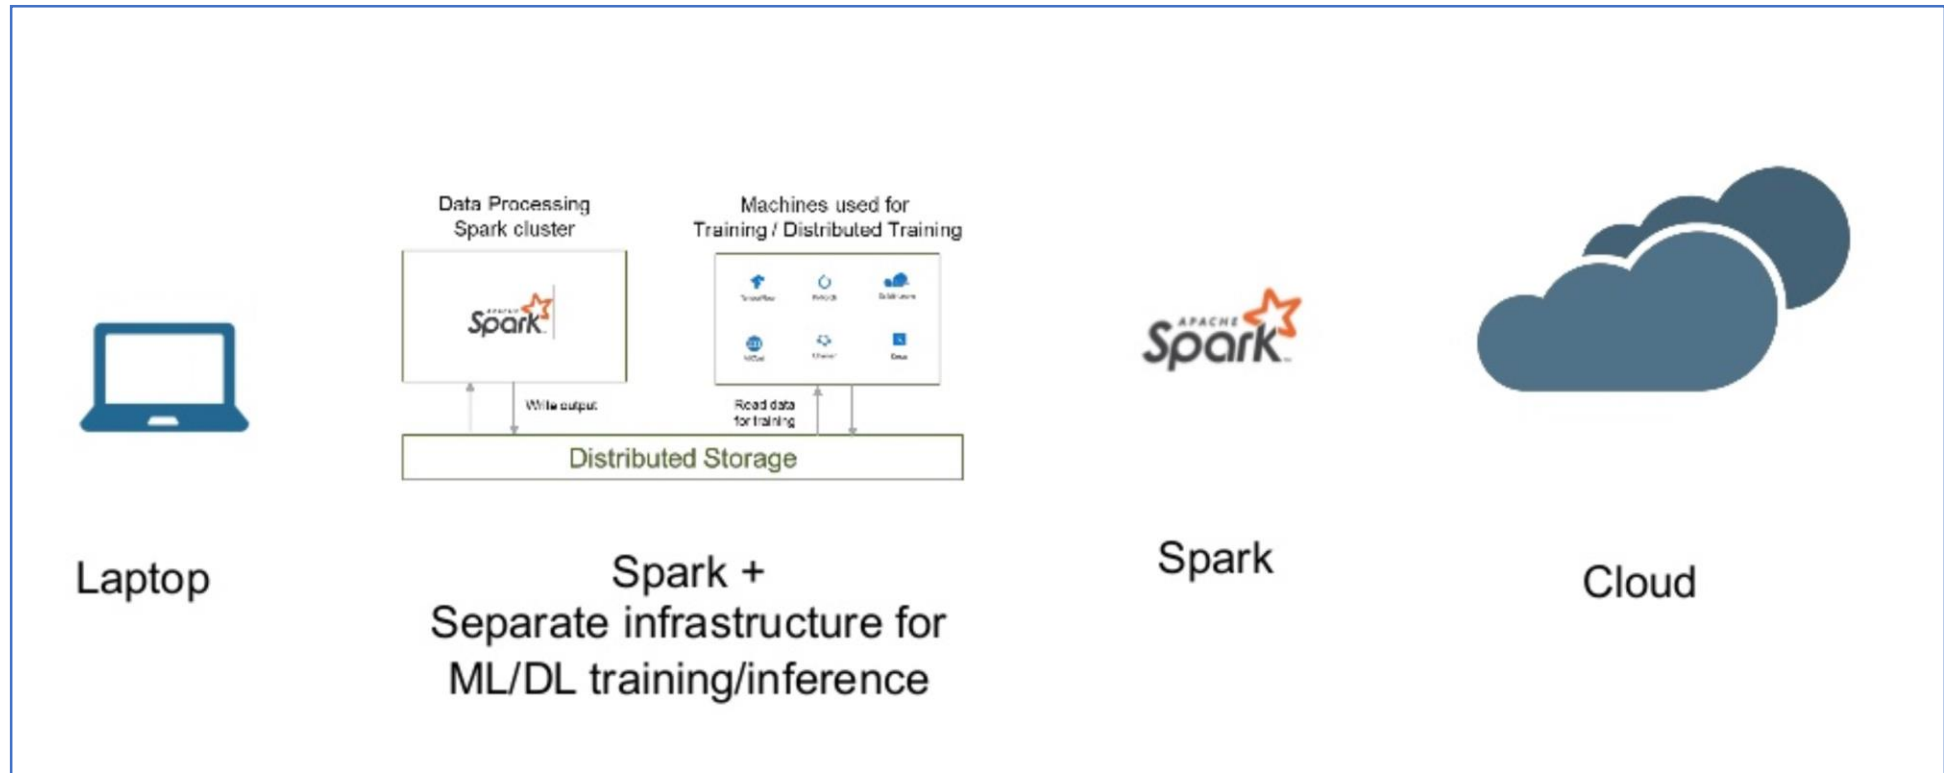 Data Processing
Spark cluster
Machines used for
Training / Distributed Training
APACHE
Spark
Write output
Read data
for training
Distributed Storage
APACHE
Spark
Laptop
Spark +
Separate infrastructure for
ML/DL training/inference
Spark
Cloud